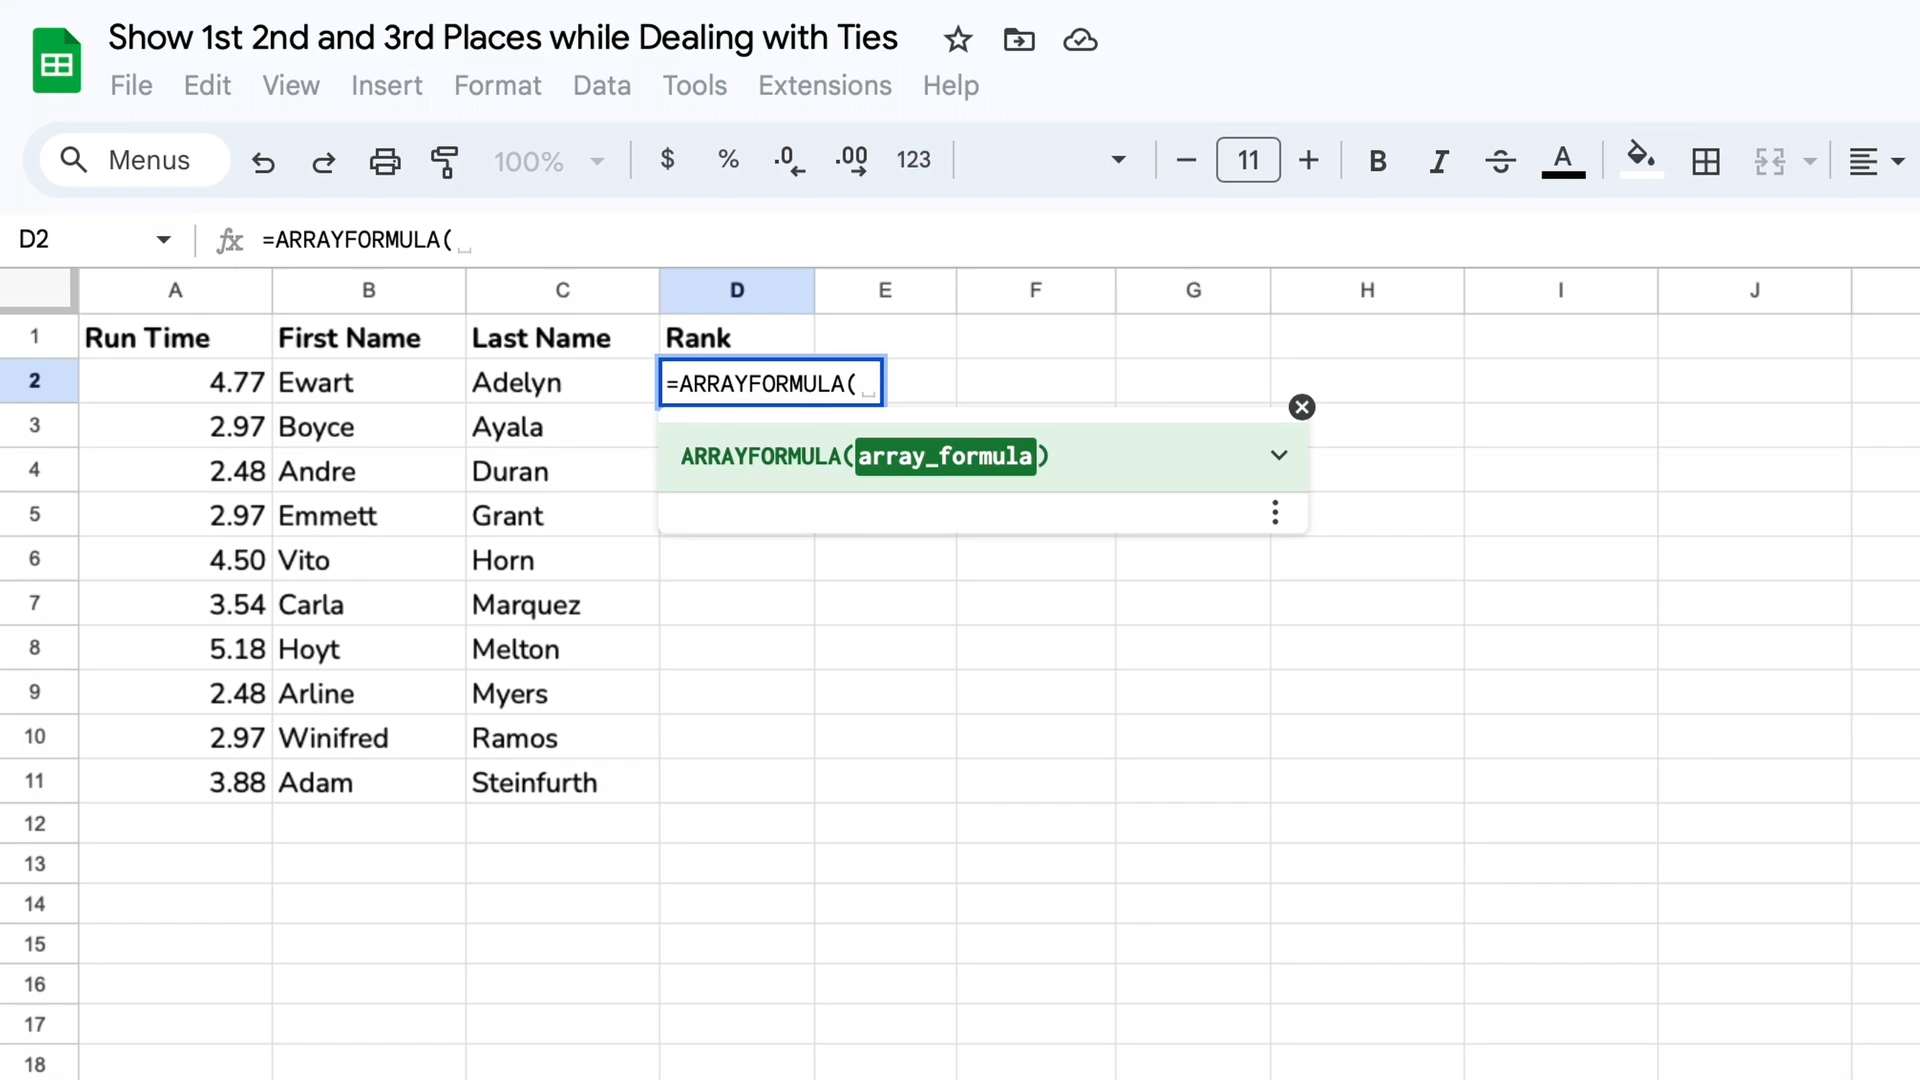 Show 1st 2nd and 3rd Places while Dealing with Ties
File Edit View Insert Format Data Tools Extensions Help
Menus 100% $ % .0 .00 123 11 B I S A
D2 fx =ARRAYFORMULA(
A B C D E F G H I J
1 Run Time First Name Last Name Rank
2 4.77 Ewart Adelyn =ARRAYFORMULA(
3 2.97 Boyce Ayala
ARRAYFORMULA(array_formula)
4 2.48 Andre Duran
5 2.97 Emmett Grant
6 4.50 Vito Horn
7 3.54 Carla Marquez
8 5.18 Hoyt Melton
9 2.48 Arline Myers
10 2.97 Winifred Ramos
11 3.88 Adam Steinfurth
12
13
14
15
16
17
18